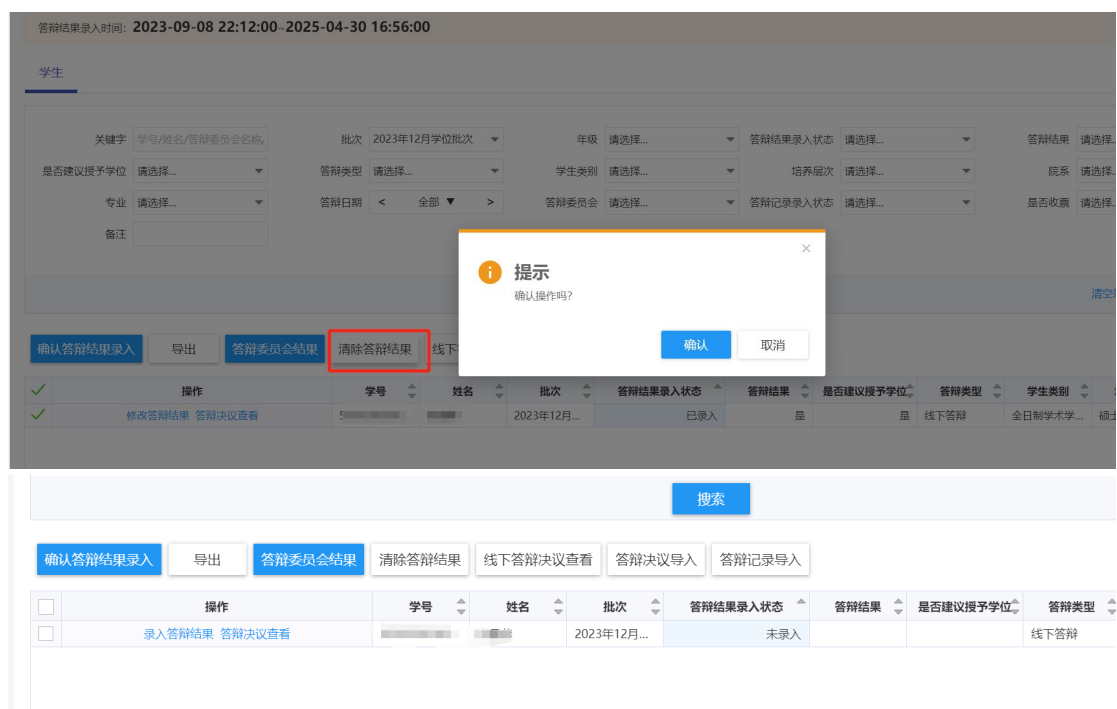 答辩结果录入时间: 2023-09-08 22:12:00~2025-04-30 16:56:00
学生
关键字 学号/姓名/答辩委员会名称, 批次 2023年12月学位批次 年级 请选择... 答辩结果录入状态 请选择... 答辩结果 请选择...
是否建议授予学位 请选择... 答辩类型 请选择... 学生类别 请选择... 培养层次 请选择... 院系 请选择...
专业 请选择... 答辩日期 < 全部 ▼ > 答辩委员会 请选择... 答辩记录录入状态 请选择... 是否收票 请选择...
备注
×
提示
确认操作吗?
清空
确认 取消
确认答辩结果录入 导出 答辩委员会结果 清除答辩结果 线下
操作 学号 姓名 批次 答辩结果录入状态 答辩结果 是否建议授予学位 答辩类型 学生类别
修改答辩结果 答辩决议查看 5 2023年12月... 已录入 是 是 线下答辩 全日制学术学... 硕士
搜索
确认答辩结果录入 导出 答辩委员会结果 清除答辩结果 线下答辩决议查看 答辩决议导入 答辩记录导入
操作 学号 姓名 批次 答辩结果录入状态 答辩结果 是否建议授予学位 答辩类型
录入答辩结果 答辩决议查看 2023年12月... 未录入 线下答辩